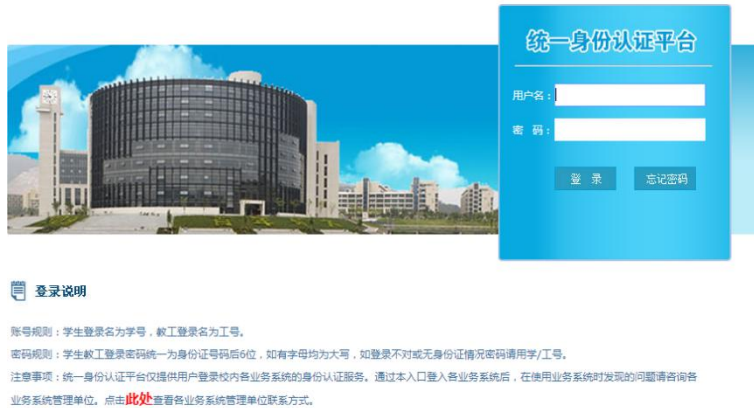 统一身份认证平台
用户名：
密 码：
登 录 忘记密码
登录说明
账号规则：学生登录名为学号，教工登录名为工号。
密码规则：学生教工登录密码统一为身份证号码后6位，如有字母均为大写，如登录不对或无身份证情况密码请用学/工号。
注意事项：统一身份认证平台仅提供用户登录校内各业务系统的身份认证服务。通过本入口登入各业务系统后，在使用业务系统时发现的问题请咨询各
业务系统管理单位。点击此处查看各业务系统管理单位联系方式。